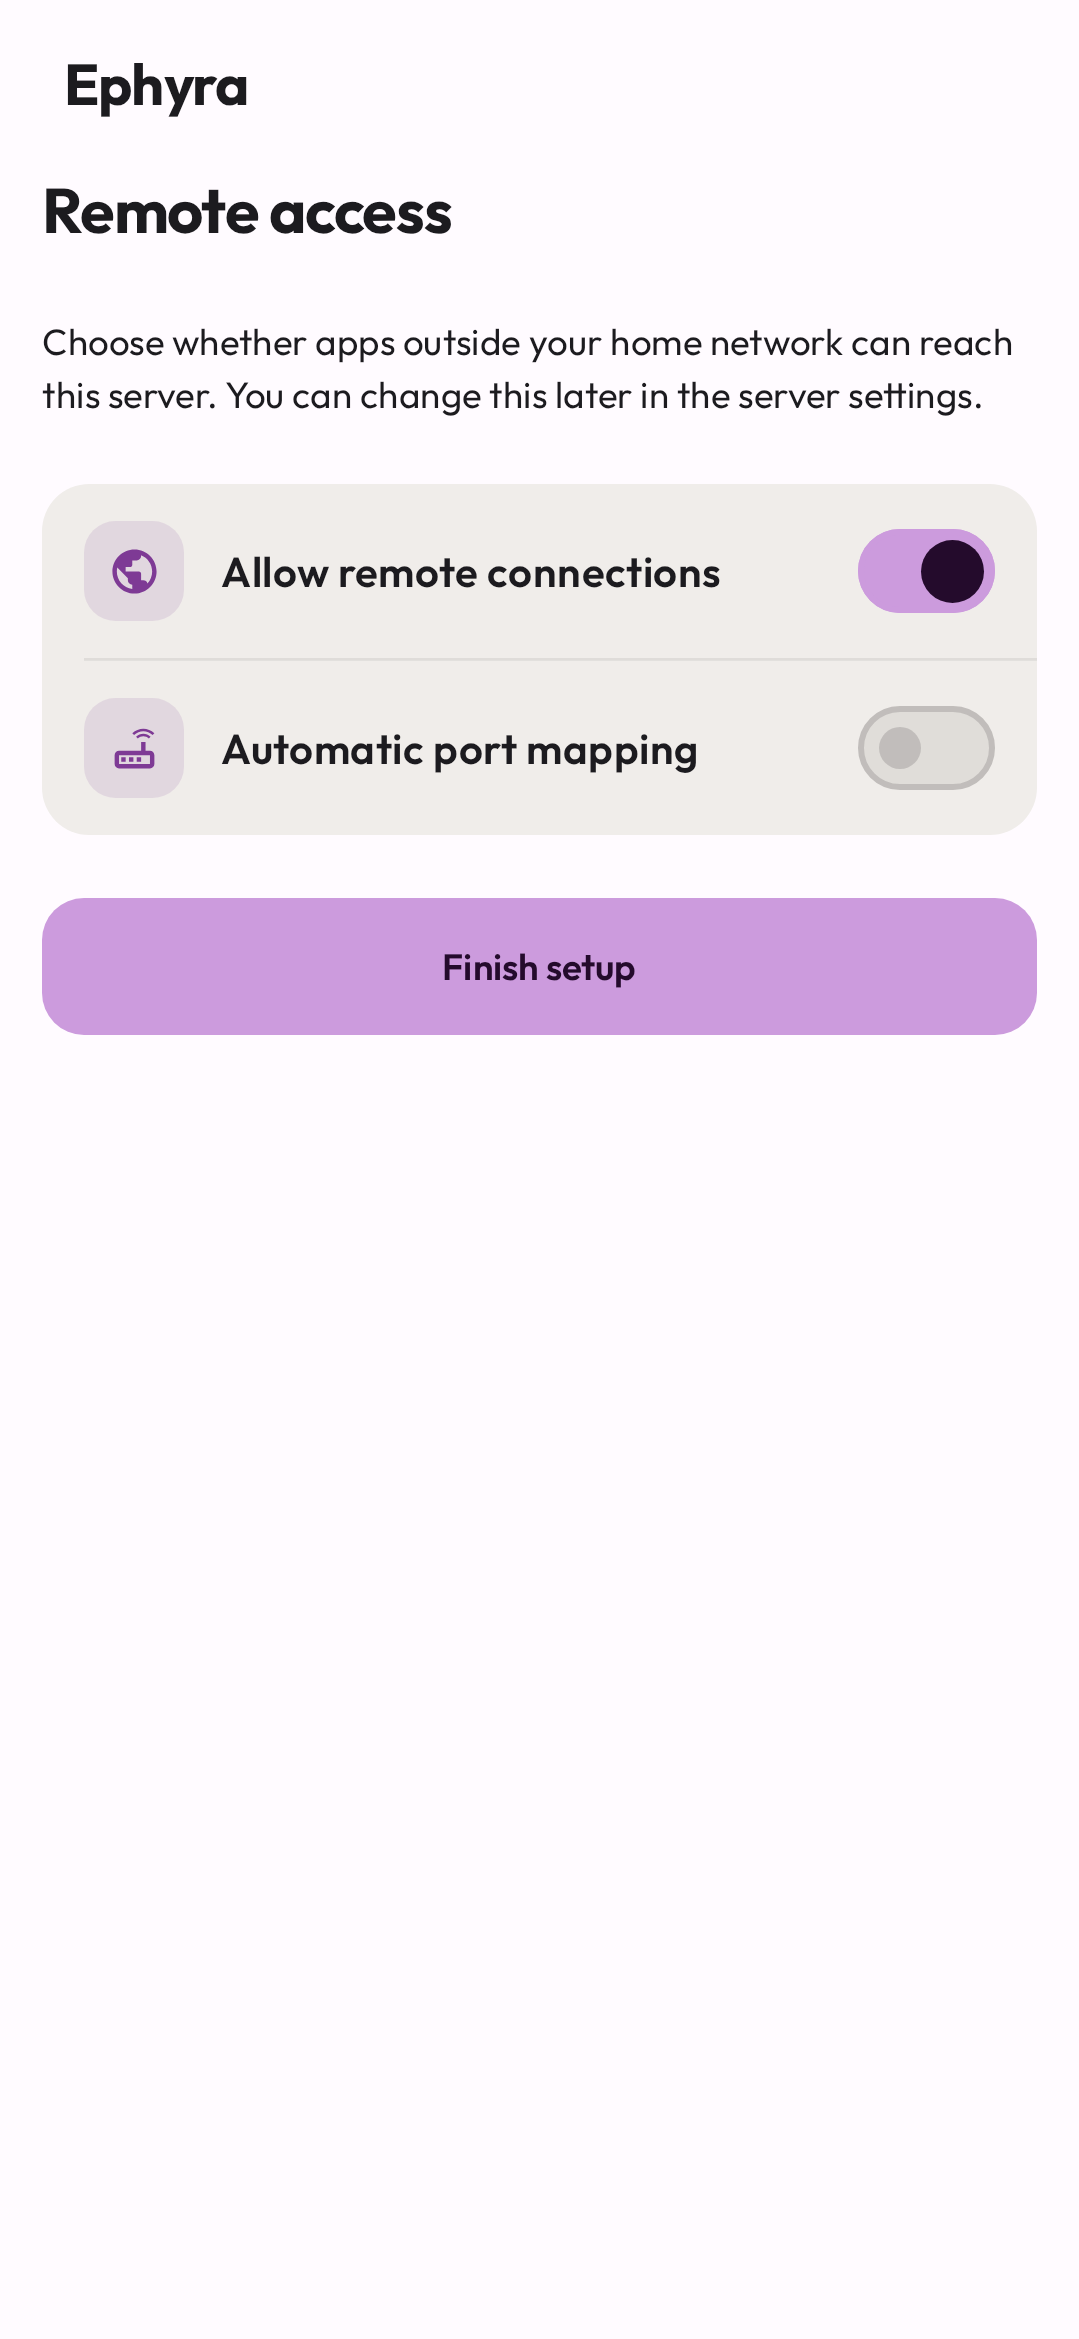 Ephyra
Remote access
Choose whether apps outside your home network can reach
this server. You can change this later in the server settings.
Allow remote connections
Automatic port mapping
Finish setup